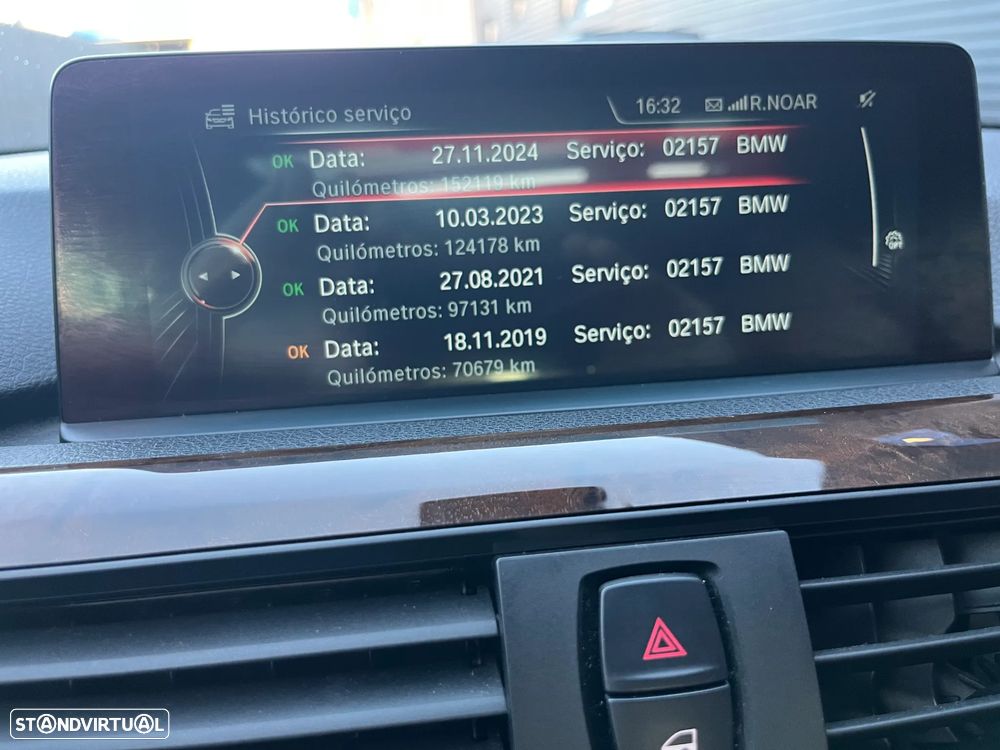 Histórico serviço 16:32 R.NOAR
OK Data: 27.11.2024 Serviço: 02157 BMW
Quilómetros: 152119 km
OK Data: 10.03.2023 Serviço: 02157 BMW
Quilómetros: 124178 km
OK Data: 27.08.2021 Serviço: 02157 BMW
Quilómetros: 97131 km
OK Data: 18.11.2019 Serviço: 02157 BMW
Quilómetros: 70679 km
STANDVIRTUAL